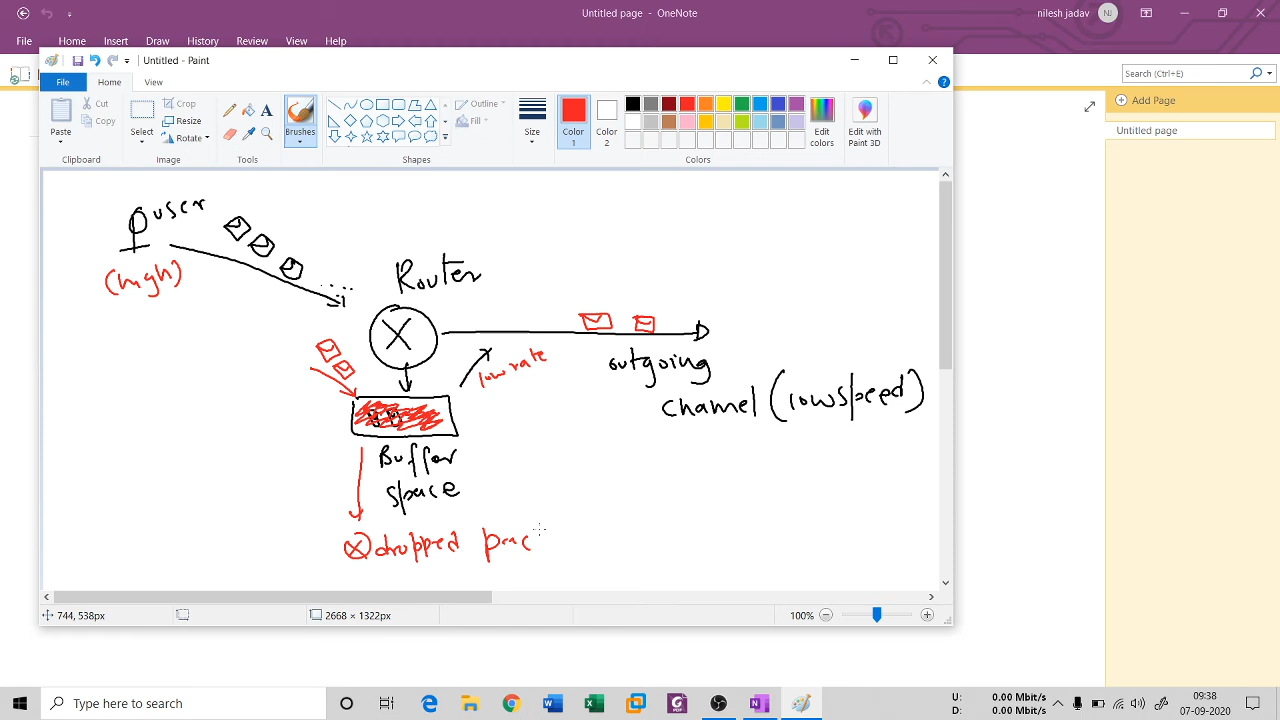 Untitled page - OneNote
nilesh jadav
NJ
File Home Insert Draw History Review View Help
Untitled - Paint
File Home View
Paste
Cut
Copy
Clipboard
Select
Crop
Resize
Rotate
Image
A
Tools
Brushes
Outline
Fill
Shapes
Size
Color 1
Color 2
Edit colors
Colors
Edit with Paint 3D
Search (Ctrl+E)
Add Page
Untitled page
user
(high)
Router
X
low rate
outgoing
channel (low speed)
Buffer
space
dropped pac
744, 538px
2668 × 1322px
100%
Type here to search
U: 0.00 Mbit/s
D: 0.00 Mbit/s
09:38
07-09-2020